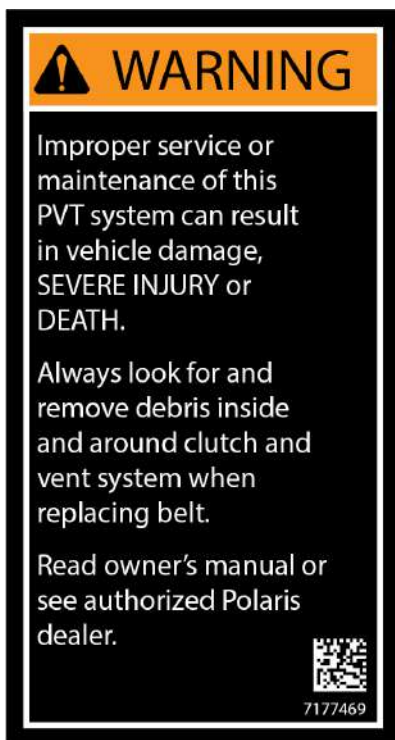 WARNING
Improper service or
maintenance of this
PVT system can result
in vehicle damage,
SEVERE INJURY or
DEATH.
Always look for and
remove debris inside
and around clutch and
vent system when
replacing belt.
Read owner's manual or
see authorized Polaris
dealer.
7177469